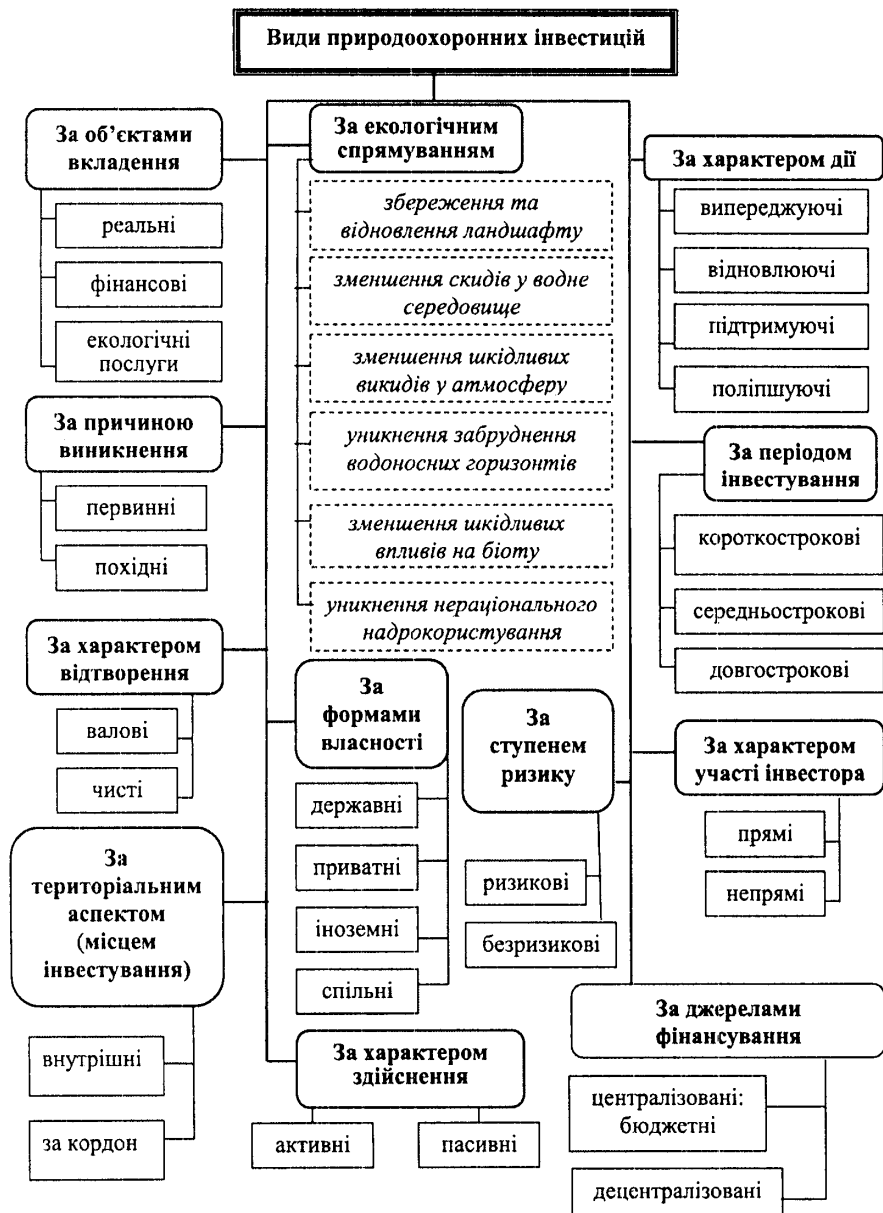 Види природоохоронних інвестицій
За об’єктами
вкладення
реальні
фінансові
екологічні
послуги
За причиною
виникнення
первинні
похідні
За характером
відтворення
валові
чисті
За
територіальним
аспектом
(місцем
інвестування)
внутрішні
за кордон
За екологічним
спрямуванням
збереження та
відновлення ландшафту
зменшення скидів у водне
середовище
зменшення шкідливих
викидів у атмосферу
уникнення забруднення
водоносних горизонтів
зменшення шкідливих
впливів на біоту
уникнення нераціонального
надрокористування
За
формами
власності
державні
приватні
іноземні
спільні
За характером
здійснення
активні
пасивні
За
ступенем
ризику
ризикові
безризикові
За характером дії
випереджуючі
відновлюючі
підтримуючі
поліпшуючі
За періодом
інвестування
короткострокові
середньострокові
довгострокові
За характером
участі інвестора
прямі
непрямі
За джерелами
фінансування
централізовані:
бюджетні
децентралізовані